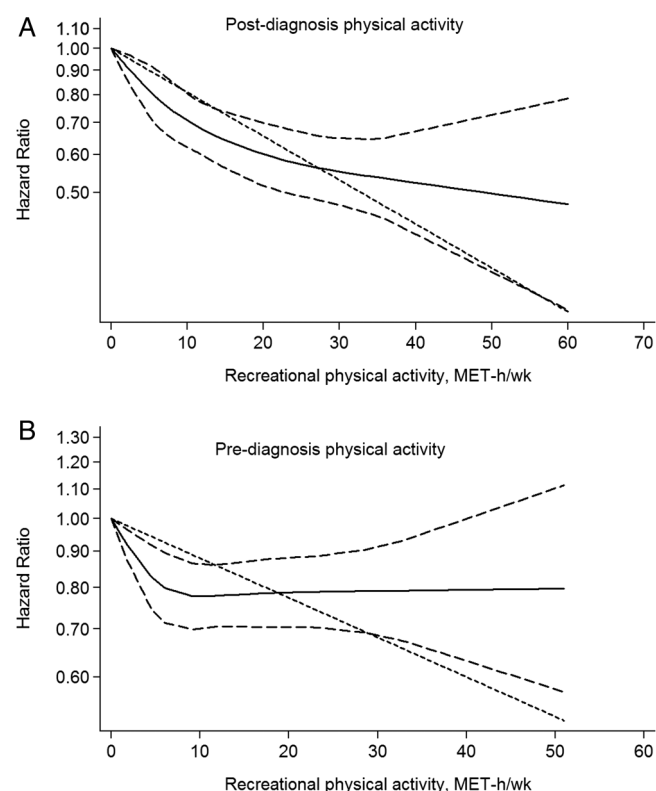 A
Post-diagnosis physical activity
Hazard Ratio
1.10
1.00
0.90
0.80
0.70
0.60
0.50
0 10 20 30 40 50 60 70
Recreational physical activity, MET-h/wk
B
Pre-diagnosis physical activity
Hazard Ratio
1.30
1.20
1.10
1.00
0.90
0.80
0.70
0.60
0 10 20 30 40 50 60
Recreational physical activity, MET-h/wk